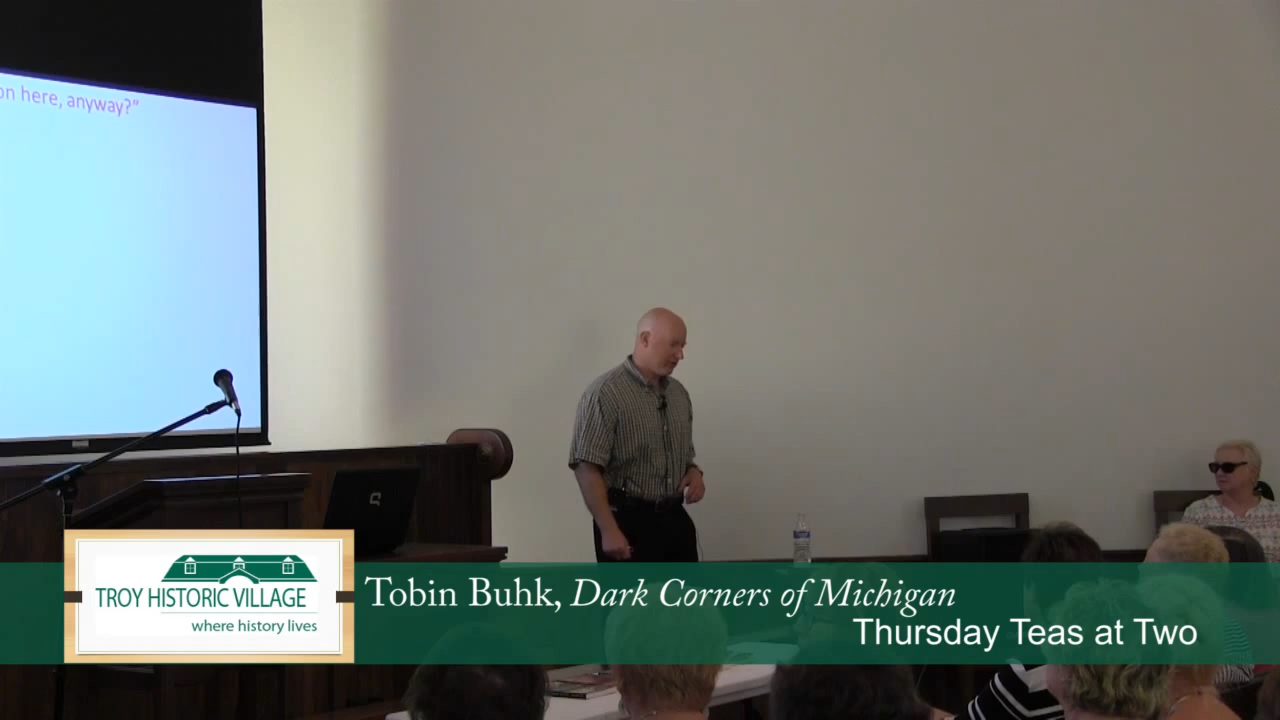 on here, anyway?"
TROY HISTORIC VILLAGE
where history lives
Tobin Buhk, Dark Corners of Michigan
Thursday Teas at Two